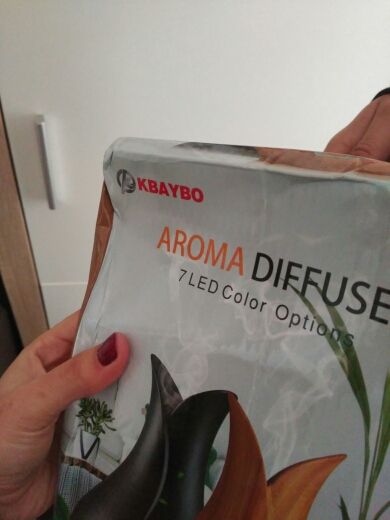 KBAYBO
AROMA DIFFUSE
7 LED Color Options